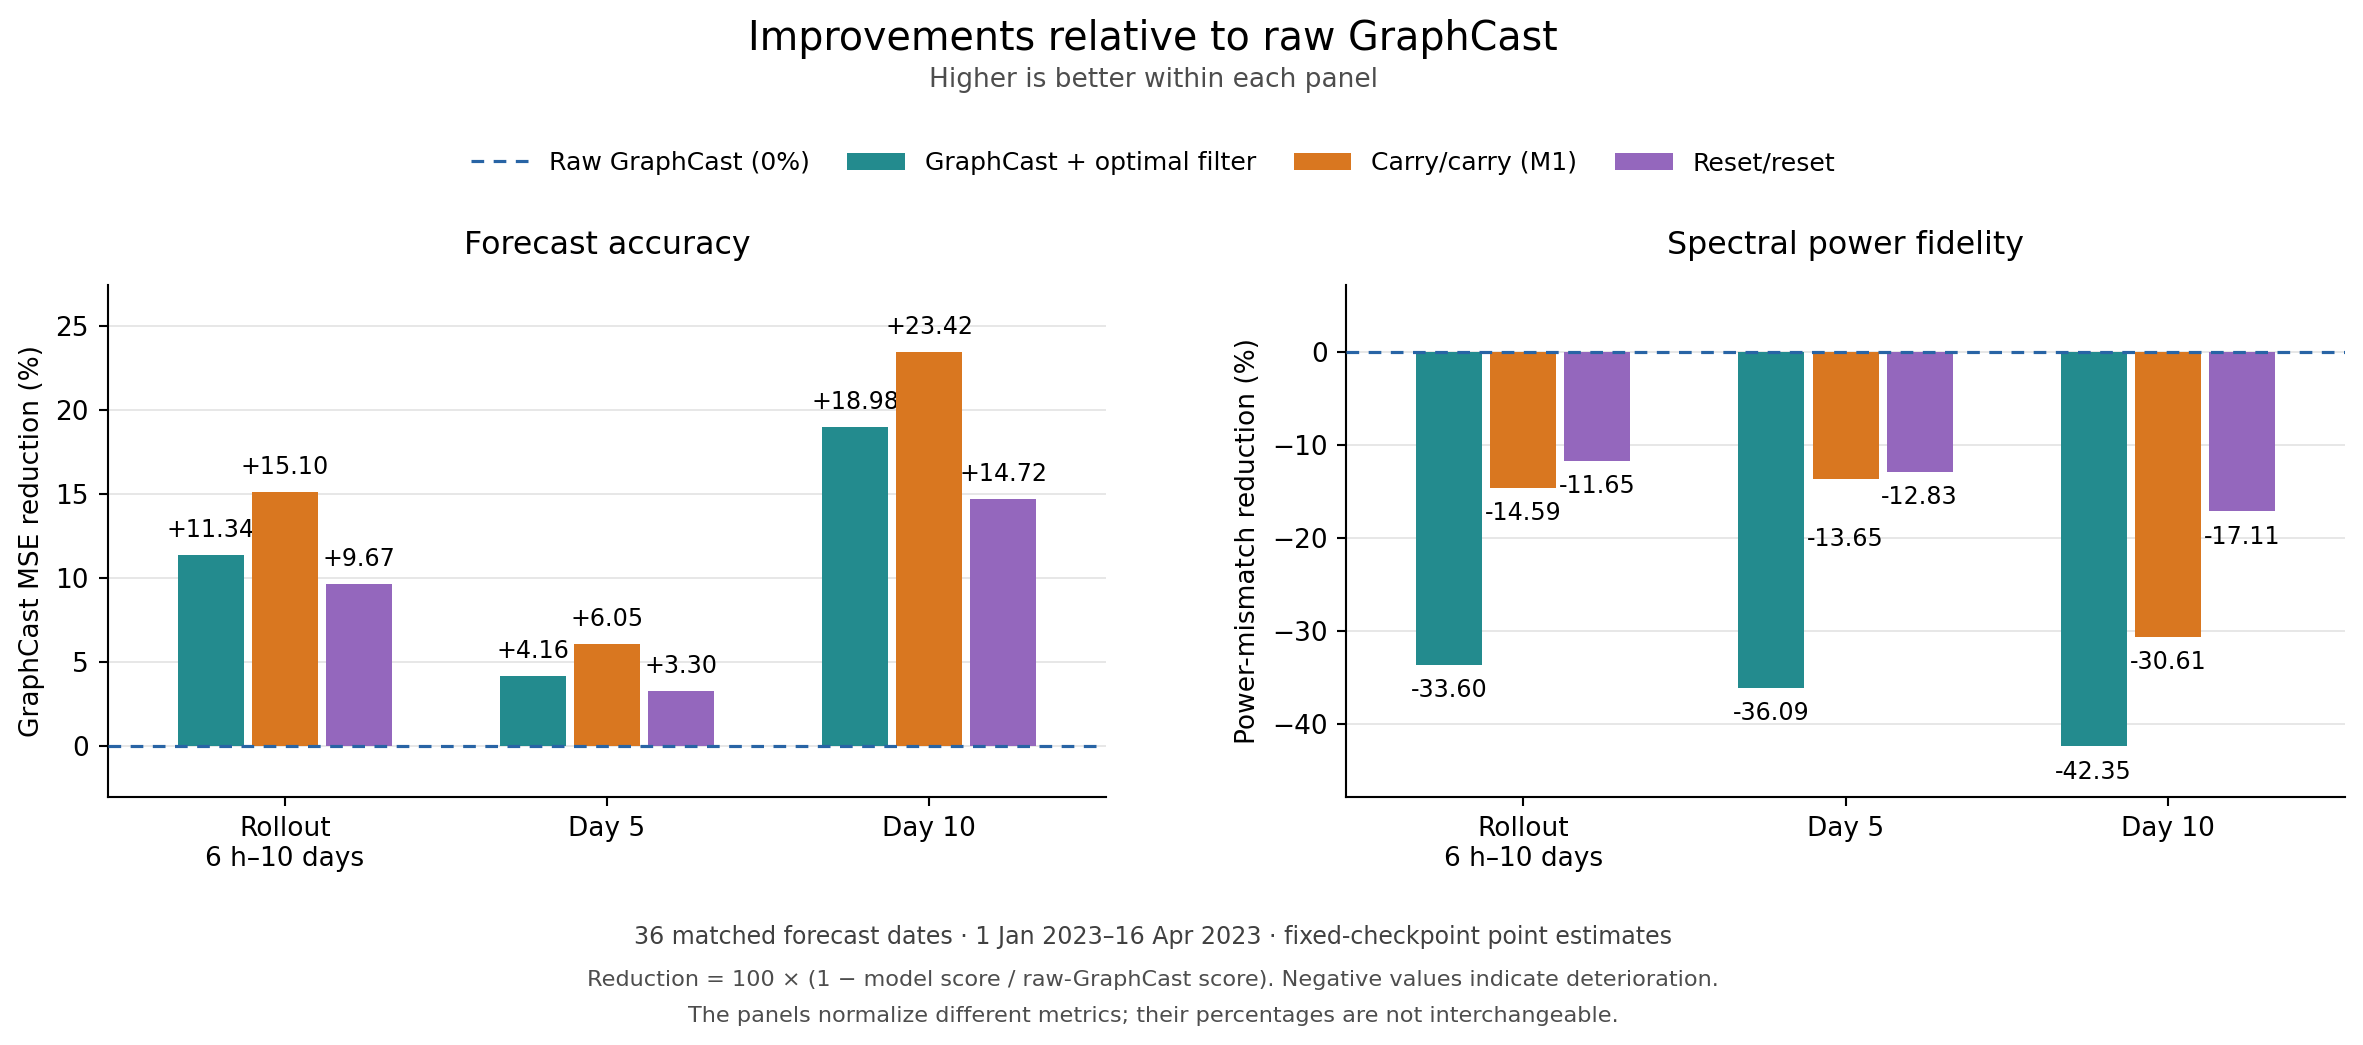 Improvements relative to raw GraphCast
Higher is better within each panel
Raw GraphCast (0%)
GraphCast + optimal filter
Carry/carry (M1)
Reset/reset
Forecast accuracy
GraphCast MSE reduction (%)
25
20
15
10
5
0
+11.34
+15.10
+9.67
+4.16
+6.05
+3.30
+18.98
+23.42
+14.72
Rollout
6 h–10 days
Day 5
Day 10
Spectral power fidelity
Power-mismatch reduction (%)
0
−10
−20
−30
−40
-33.60
-14.59
-11.65
-36.09
-13.65
-12.83
-42.35
-30.61
-17.11
Rollout
6 h–10 days
Day 5
Day 10
36 matched forecast dates · 1 Jan 2023–16 Apr 2023 · fixed-checkpoint point estimates
Reduction = 100 × (1 − model score / raw-GraphCast score). Negative values indicate deterioration.
The panels normalize different metrics; their percentages are not interchangeable.